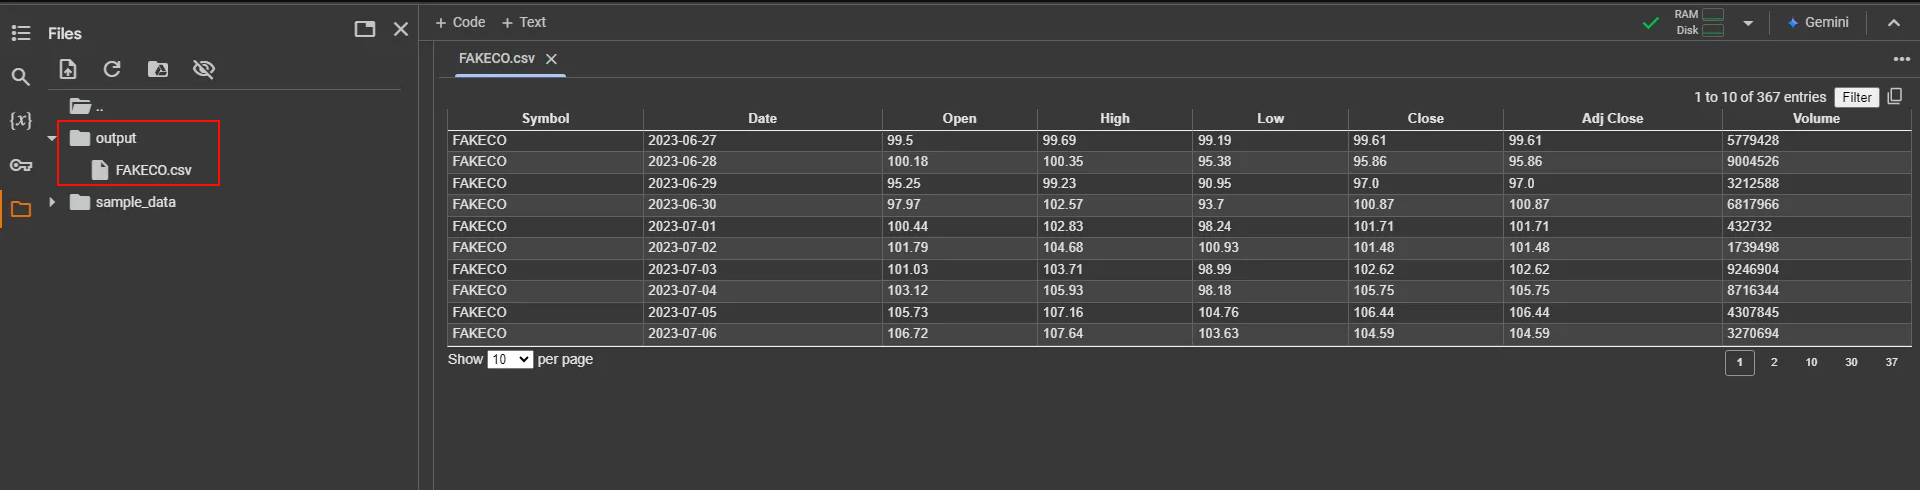 Files
..
output
FAKECO.csv
sample_data
+ Code + Text
RAM
Disk
Gemini
FAKECO.csv
1 to 10 of 367 entries Filter
Symbol Date Open High Low Close Adj Close Volume
FAKECO 2023-06-27 99.5 99.69 99.19 99.61 99.61 5779428
FAKECO 2023-06-28 100.18 100.35 95.38 95.86 95.86 9004526
FAKECO 2023-06-29 95.25 99.23 90.95 97.0 97.0 3212588
FAKECO 2023-06-30 97.97 102.57 93.7 100.87 100.87 6817966
FAKECO 2023-07-01 100.44 102.83 98.24 101.71 101.71 432732
FAKECO 2023-07-02 101.79 104.68 100.93 101.48 101.48 1739498
FAKECO 2023-07-03 101.03 103.71 98.99 102.62 102.62 9246904
FAKECO 2023-07-04 103.12 105.93 98.18 105.75 105.75 8716344
FAKECO 2023-07-05 105.73 107.16 104.76 106.44 106.44 4307845
FAKECO 2023-07-06 106.72 107.64 103.63 104.59 104.59 3270694
Show 10 per page
1 2 10 30 37